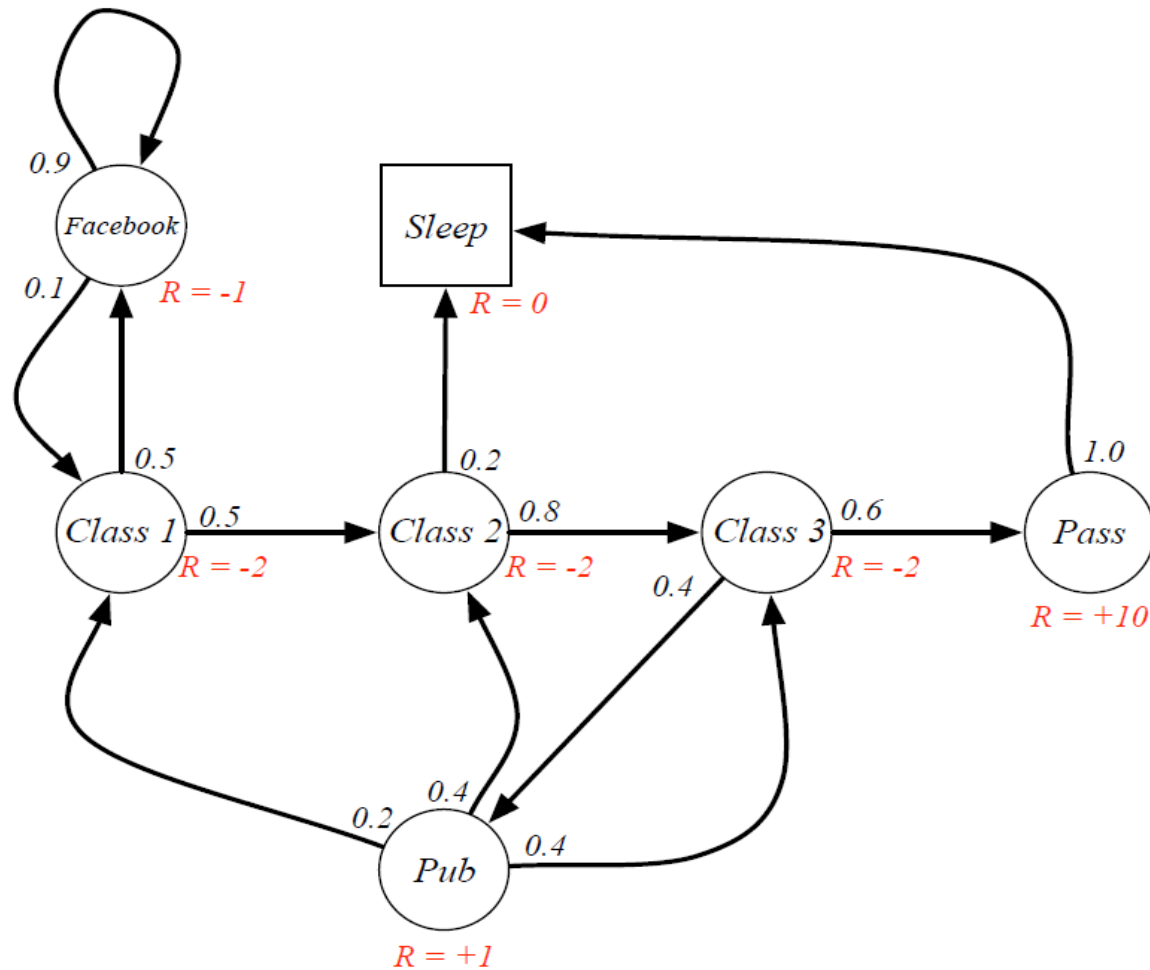 0.9
Facebook
0.1
R = -1
Sleep
R = 0
0.5
Class 1
0.5
R = -2
0.2
Class 2
0.8
R = -2
Class 3
0.6
R = -2
0.4
1.0
Pass
R = +10
0.2
0.4
0.4
Pub
R = +1